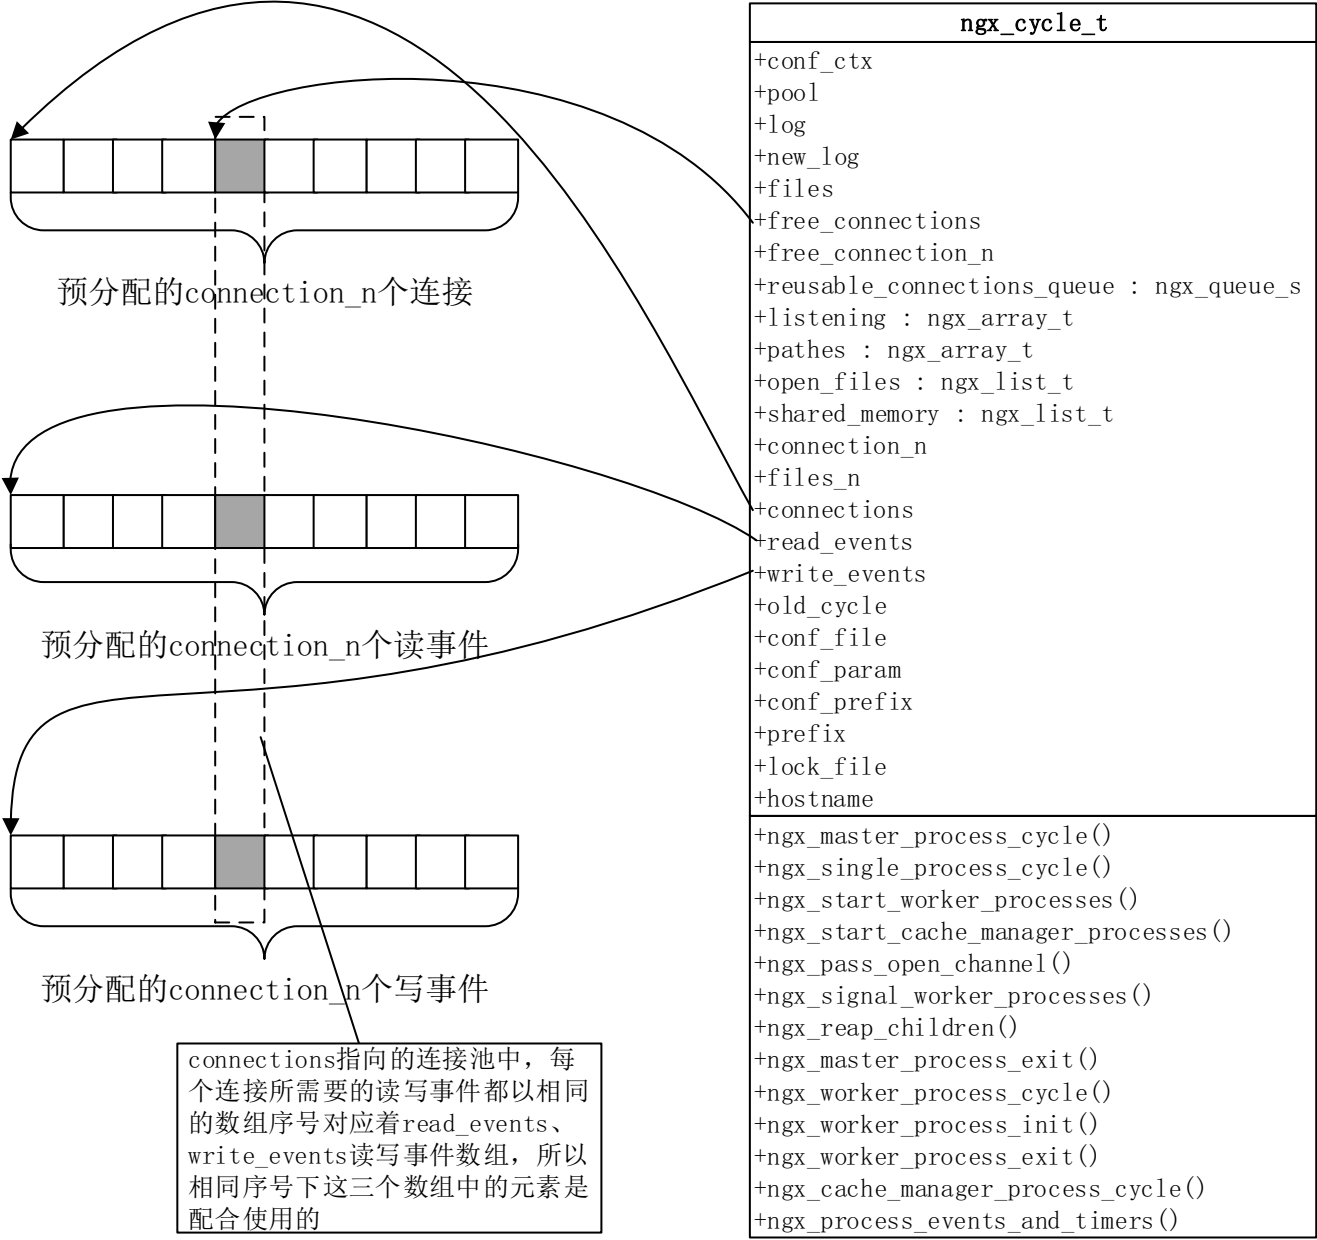 预分配的connection_n个连接
预分配的connection_n个读事件
预分配的connection_n个写事件
connections指向的连接池中，每
个连接所需要的读写事件都以相同
的数组序号对应着read_events、
write_events读写事件数组，所以
相同序号下这三个数组中的元素是
配合使用的
ngx_cycle_t
+conf_ctx
+pool
+log
+new_log
+files
+free_connections
+free_connection_n
+reusable_connections_queue : ngx_queue_s
+listening : ngx_array_t
+pathes : ngx_array_t
+open_files : ngx_list_t
+shared_memory : ngx_list_t
+connection_n
+files_n
+connections
+read_events
+write_events
+old_cycle
+conf_file
+conf_param
+conf_prefix
+prefix
+lock_file
+hostname
+ngx_master_process_cycle()
+ngx_single_process_cycle()
+ngx_start_worker_processes()
+ngx_start_cache_manager_processes()
+ngx_pass_open_channel()
+ngx_signal_worker_processes()
+ngx_reap_children()
+ngx_master_process_exit()
+ngx_worker_process_cycle()
+ngx_worker_process_init()
+ngx_worker_process_exit()
+ngx_cache_manager_process_cycle()
+ngx_process_events_and_timers()